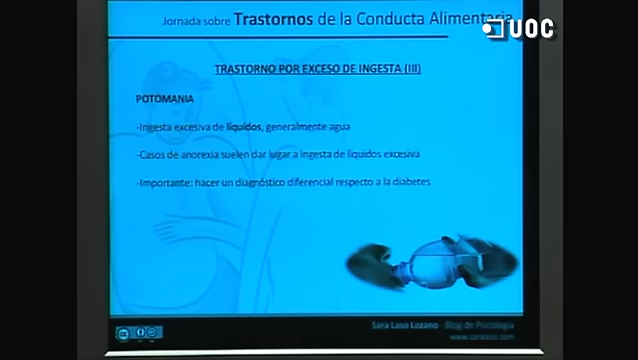 Jornada sobre Trastornos de la Conducta Alimentaria
UOC
TRASTORNO POR EXCESO DE INGESTA (III)
POTOMANIA
-Ingesta excesiva de líquidos, generalmente agua
-Casos de anorexia suelen dar lugar a ingesta de líquidos excesiva
-Importante: hacer un diagnóstico diferencial respecto a la diabetes
Sara Laso Lozano - Blog de Psicología